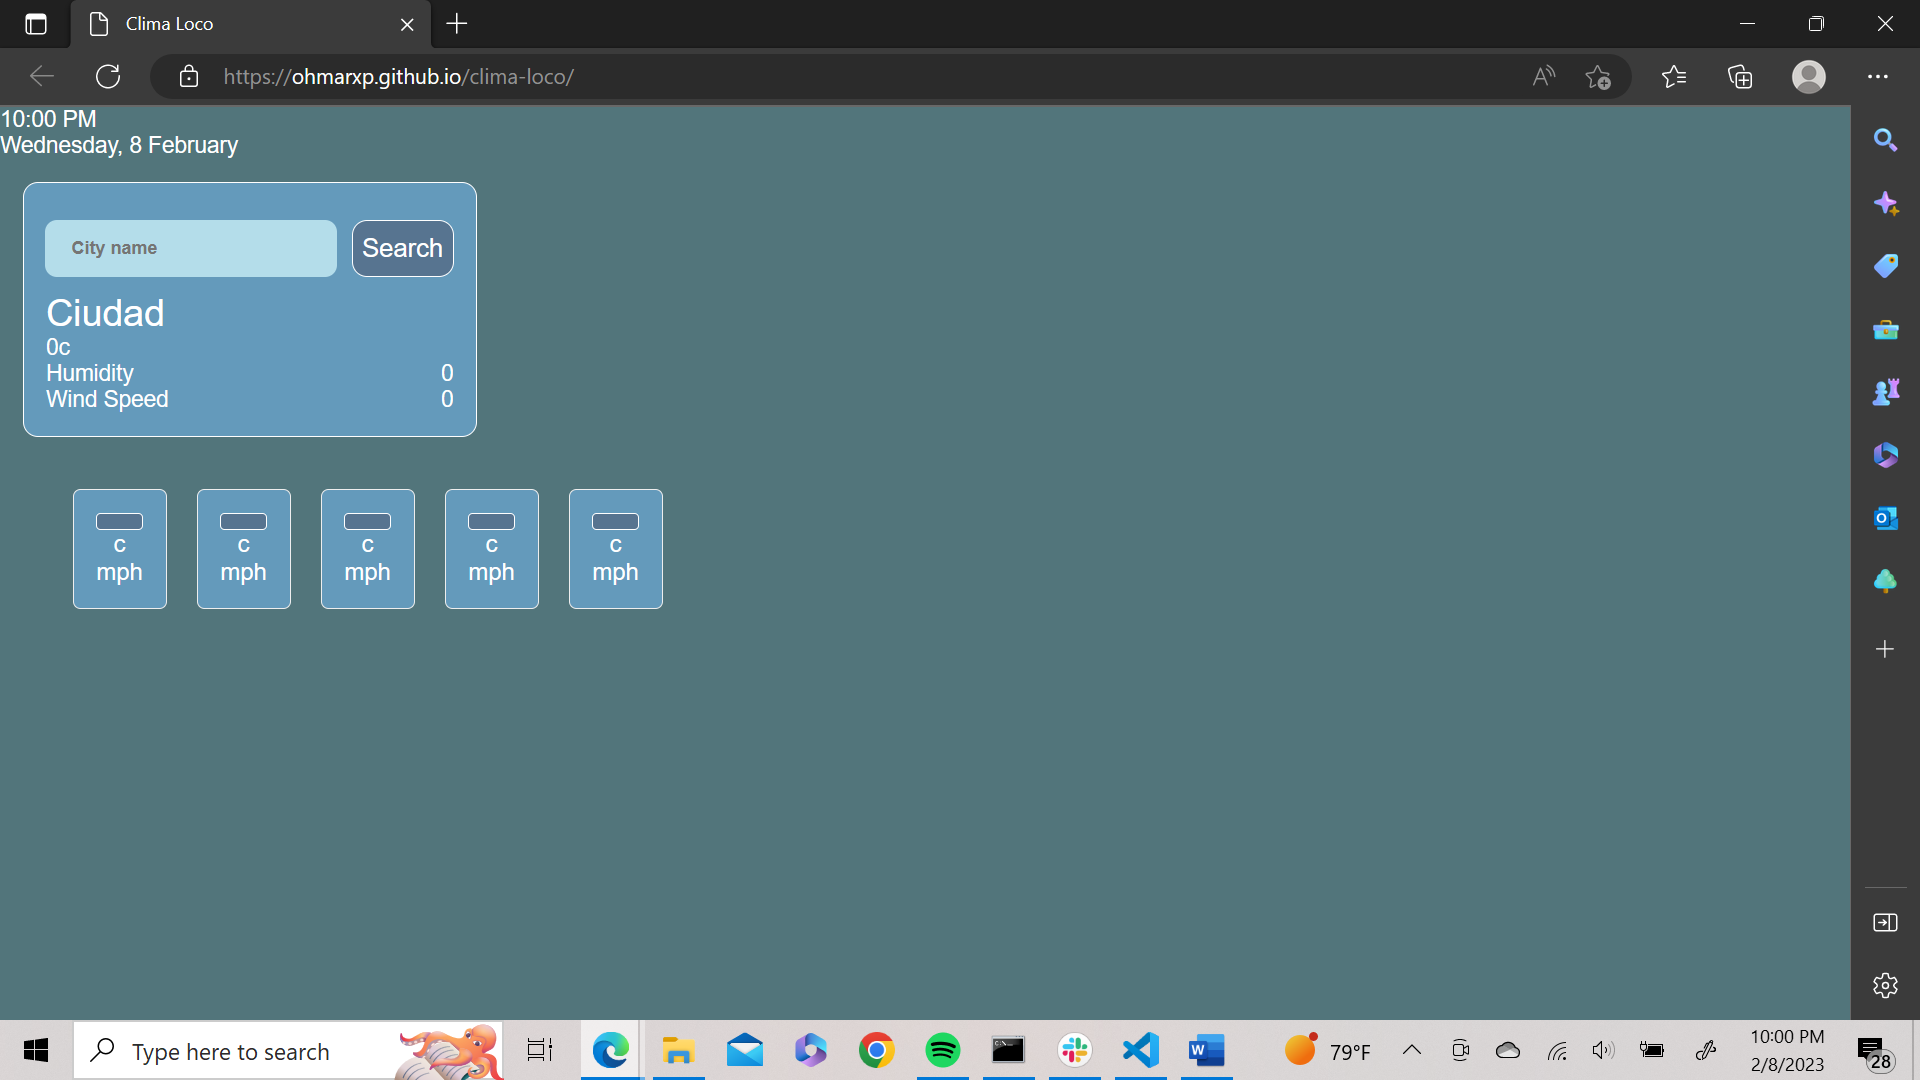 Clima Loco
https://ohmarxp.github.io/clima-loco/
10:00 PM
Wednesday, 8 February
City name
Search
Ciudad
0c
Humidity 0
Wind Speed 0
c c c c c
mph mph mph mph mph
Type here to search
79°F
10:00 PM
2/8/2023
28